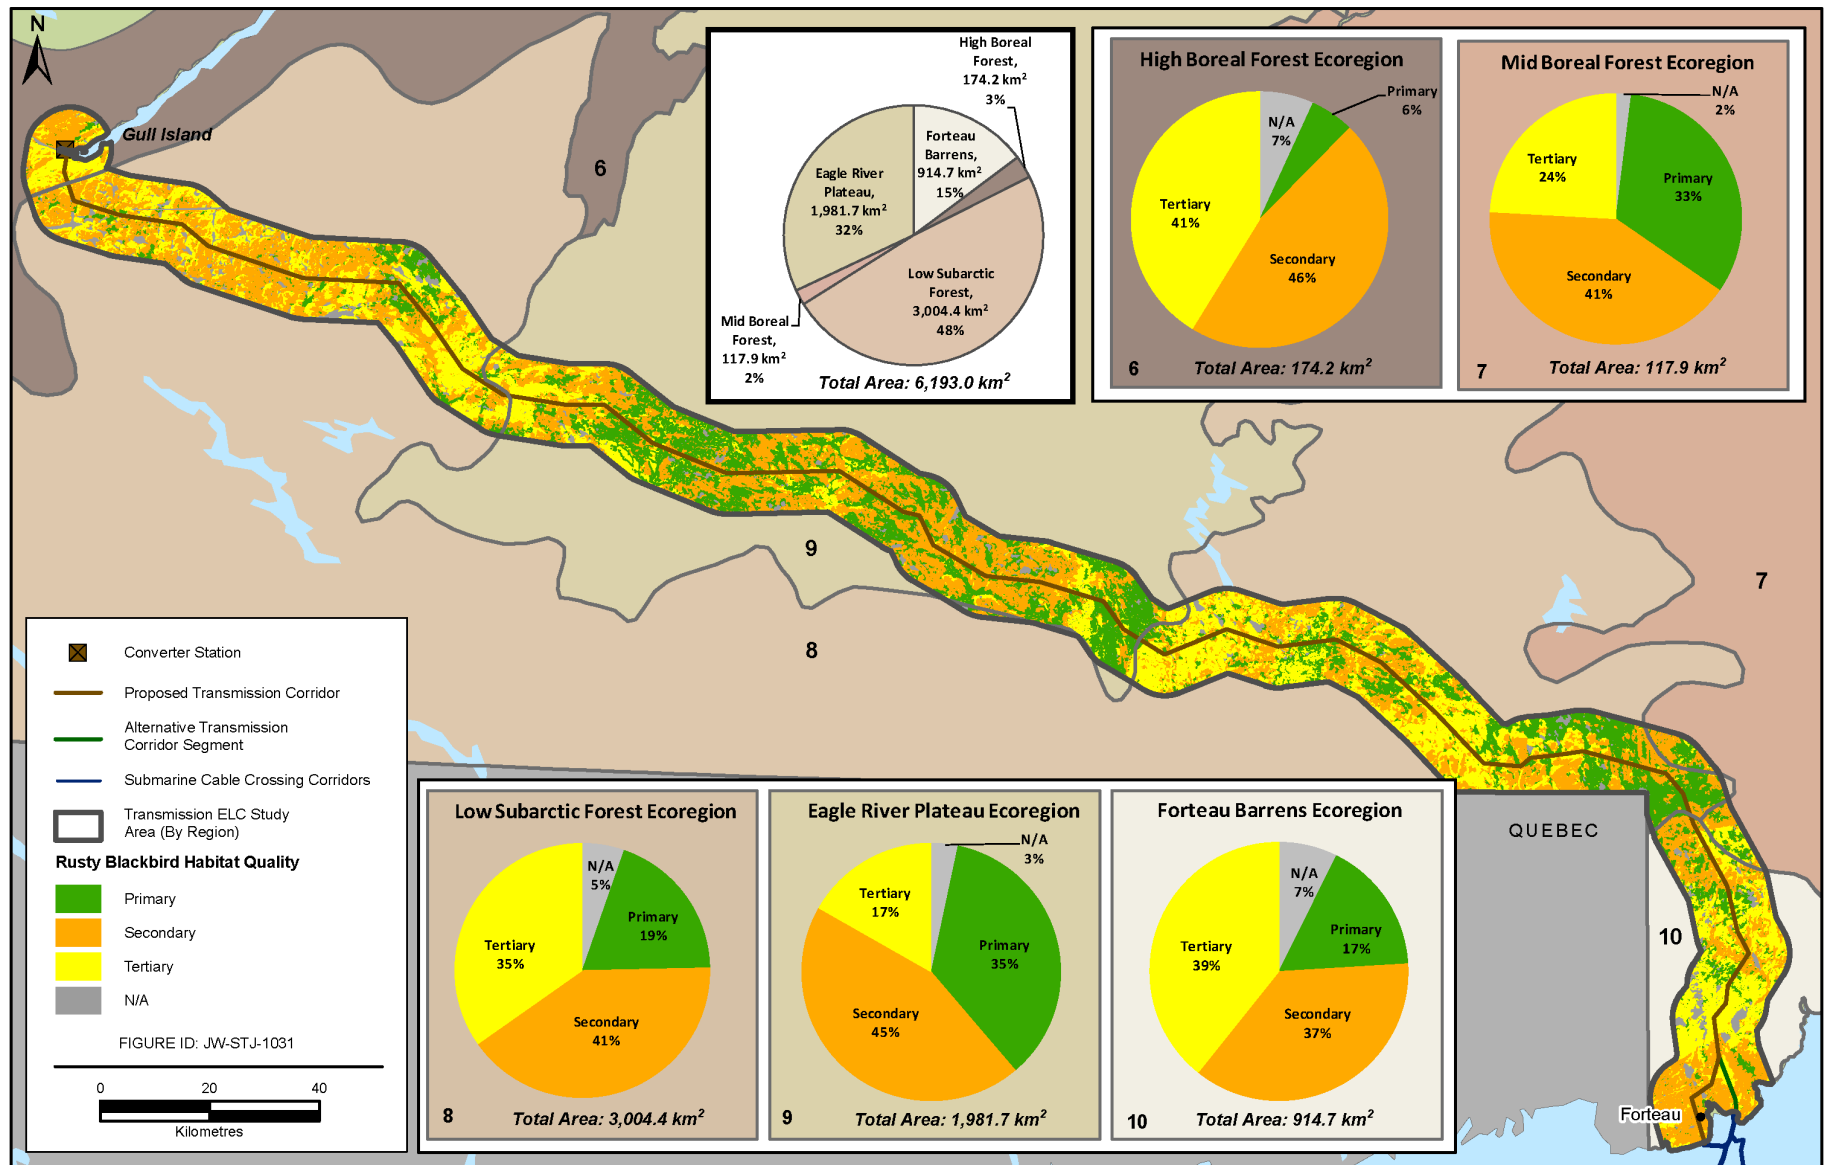 N
Gull Island
6
High Boreal
Forest,
174.2 km²
3%
Forteau
Barrens,
914.7 km²
15%
Eagle River
Plateau,
1,981.7 km²
32%
Low Subarctic
Forest,
3,004.4 km²
48%
Mid Boreal
Forest,
117.9 km²
2%
Total Area: 6,193.0 km²
High Boreal Forest Ecoregion
Primary
6%
N/A
7%
Tertiary
41%
Secondary
46%
6
Total Area: 174.2 km²
Mid Boreal Forest Ecoregion
N/A
2%
Tertiary
24%
Primary
33%
Secondary
41%
7
Total Area: 117.9 km²
9
8
7
10
QUEBEC
Forteau
Converter Station
Proposed Transmission Corridor
Alternative Transmission
Corridor Segment
Submarine Cable Crossing Corridors
Transmission ELC Study
Area (By Region)
Rusty Blackbird Habitat Quality
Primary
Secondary
Tertiary
N/A
FIGURE ID: JW-STJ-1031
0 20 40
Kilometres
Low Subarctic Forest Ecoregion
N/A
5%
Primary
19%
Tertiary
35%
Secondary
41%
8
Total Area: 3,004.4 km²
Eagle River Plateau Ecoregion
N/A
3%
Tertiary
17%
Primary
35%
Secondary
45%
9
Total Area: 1,981.7 km²
Forteau Barrens Ecoregion
N/A
7%
Primary
17%
Tertiary
39%
Secondary
37%
10
Total Area: 914.7 km²